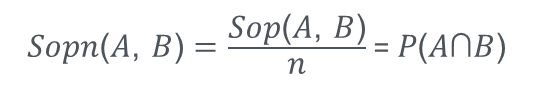 Sopn(A, B) = Sop(A, B) / n = P(A∩B)